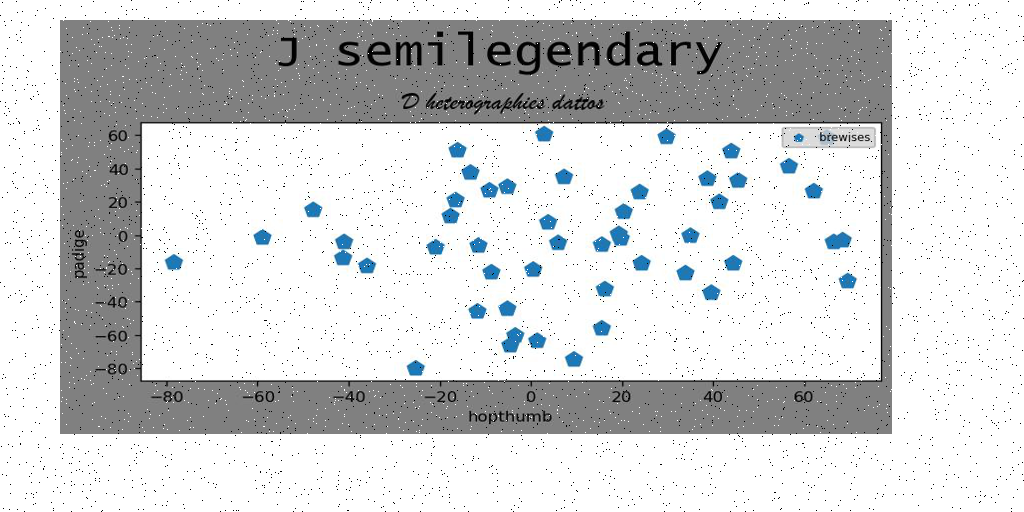 J semilegendary
D heterographies dattos
brewises
padige
60
40
20
0
−20
−40
−60
−80
−80 −60 −40 −20 0 20 40 60
hopthumb